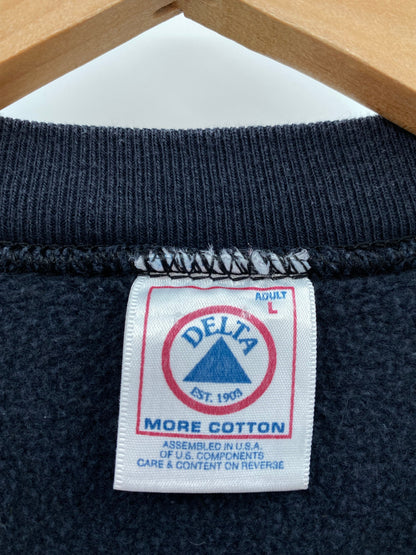 ADULT
L
DELTA
EST. 1903
MORE COTTON
ASSEMBLED IN U.S.A.
OF U.S. COMPONENTS
CARE & CONTENT ON REVERSE